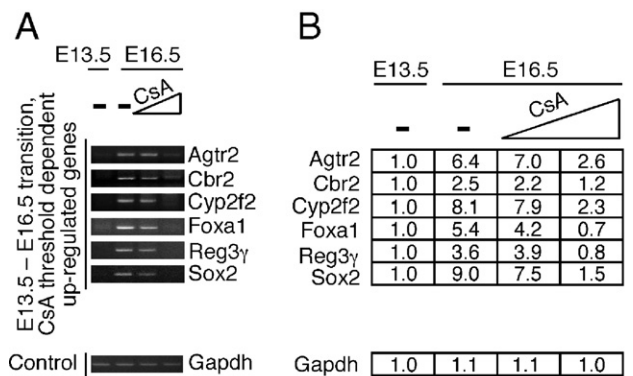 A
E13.5 E16.5
- - CsA
E13.5 – E16.5 transition,
CsA threshold dependent
up-regulated genes
Agtr2
Cbr2
Cyp2f2
Foxa1
Reg3γ
Sox2
Control Gapdh
B
E13.5 E16.5
- - CsA
Agtr2 1.0 6.4 7.0 2.6
Cbr2 1.0 2.5 2.2 1.2
Cyp2f2 1.0 8.1 7.9 2.3
Foxa1 1.0 5.4 4.2 0.7
Reg3γ 1.0 3.6 3.9 0.8
Sox2 1.0 9.0 7.5 1.5
Gapdh 1.0 1.1 1.1 1.0